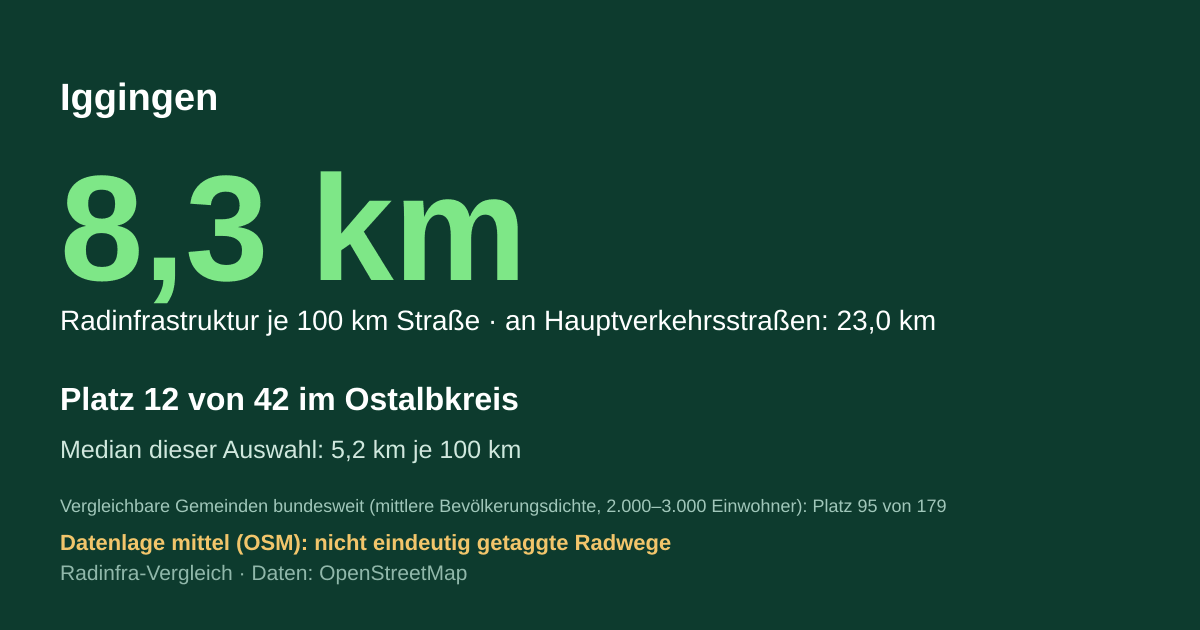 Iggingen
8,3 km
Radinfrastruktur je 100 km Straße · an Hauptverkehrsstraßen: 23,0 km
Platz 12 von 42 im Ostalbkreis
Median dieser Auswahl: 5,2 km je 100 km
Vergleichbare Gemeinden bundesweit (mittlere Bevölkerungsdichte, 2.000–3.000 Einwohner): Platz 95 von 179
Datenlage mittel (OSM): nicht eindeutig getaggte Radwege
Radinfra-Vergleich · Daten: OpenStreetMap